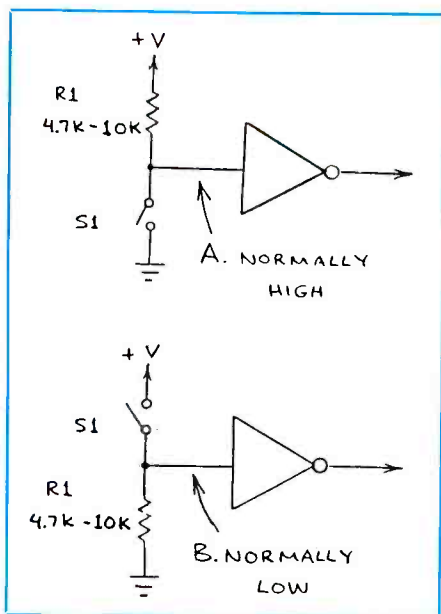 + V
R1
4.7K-10K
S1
A. NORMALLY
HIGH
+ V
S1
R1
4.7K-10K
B. NORMALLY
LOW